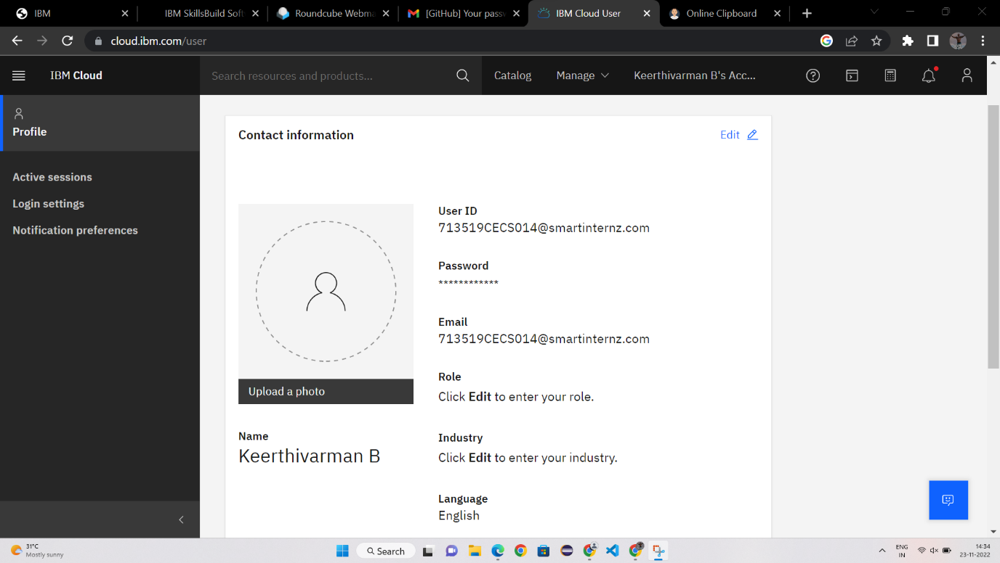 IBM
IBM SkillsBuild Soft
Roundcube Webma
[GitHub] Your passw
IBM Cloud User
Online Clipboard
cloud.ibm.com/user
IBM Cloud
Search resources and products...
Catalog
Manage
Keerthivarman B's Acc...
Profile
Active sessions
Login settings
Notification preferences
Contact information
Edit
Upload a photo
Name
Keerthivarman B
User ID
713519CECS014@smartinternz.com
Password
************
Email
713519CECS014@smartinternz.com
Role
Click Edit to enter your role.
Industry
Click Edit to enter your industry.
Language
English
31°C
Mostly sunny
Search
ENG
IN
14:34
23-11-2022